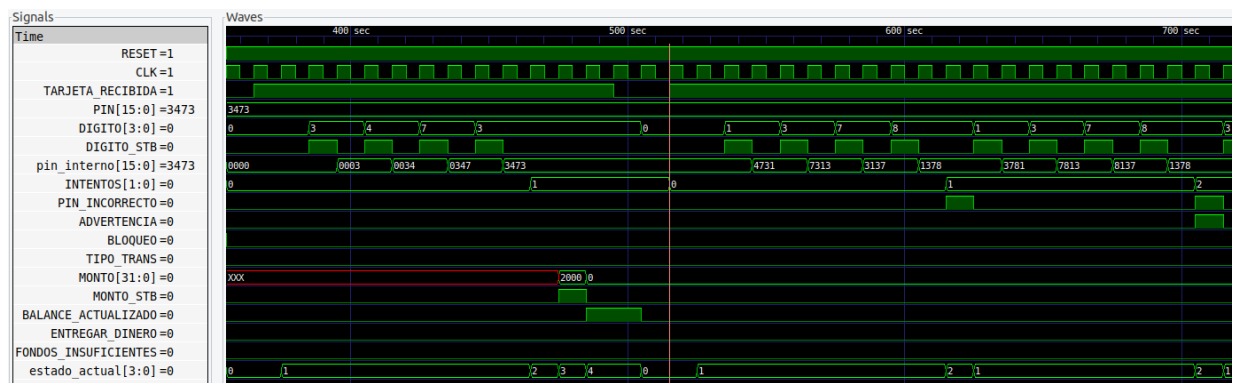 Signals
Waves
Time
400 sec 500 sec 600 sec 700 sec
RESET =1
CLK =1
TARJETA_RECIBIDA =1
PIN[15:0] =3473 3473
DIGITO[3:0] =0 0 3 4 7 3 0 1 3 7 8 1 3 7 8 3
DIGITO_STB =0
pin_interno[15:0] =3473 0000 0003 0034 0347 3473 4731 7313 3137 1378 3781 7813 8137 1378
INTENTOS[1:0] =0 0 1 0 1 2
PIN_INCORRECTO =0
ADVERTENCIA =0
BLOQUEO =0
TIPO_TRANS =0
MONTO[31:0] =0 XXX 2000 0
MONTO_STB =0
BALANCE_ACTUALIZADO =0
ENTREGAR_DINERO =0
FONDOS_INSUFICIENTES =0
estado_actual[3:0] =0 0 1 2 3 4 0 1 2 1 2 1